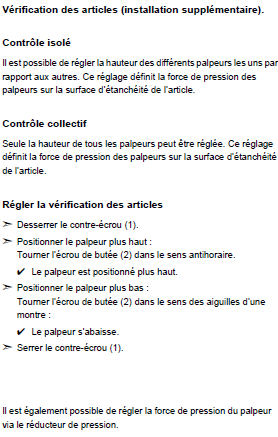 Vérification des articles (installation supplémentaire).
Contrôle isolé
Il est possible de régler la hauteur des différents palpeurs les uns par
rapport aux autres. Ce réglage définit la force de pression des
palpeurs sur la surface d'étanchéité de l'article.
Contrôle collectif
Seule la hauteur de tous les palpeurs peut être réglée. Ce réglage
définit la force de pression des palpeurs sur la surface d'étanchéité
de l'article.
Régler la vérification des articles
➣ Desserrer le contre-écrou (1).
➣ Positionner le palpeur plus haut :
Tourner l'écrou de butée (2) dans le sens antihoraire.
✔ Le palpeur est positionné plus haut.
➣ Positionner le palpeur plus bas :
Tourner l'écrou de butée (2) dans le sens des aiguilles d'une
montre :
✔ Le palpeur s'abaisse.
➣ Serrer le contre-écrou (1).
Il est également possible de régler la force de pression du palpeur
via le réducteur de pression.